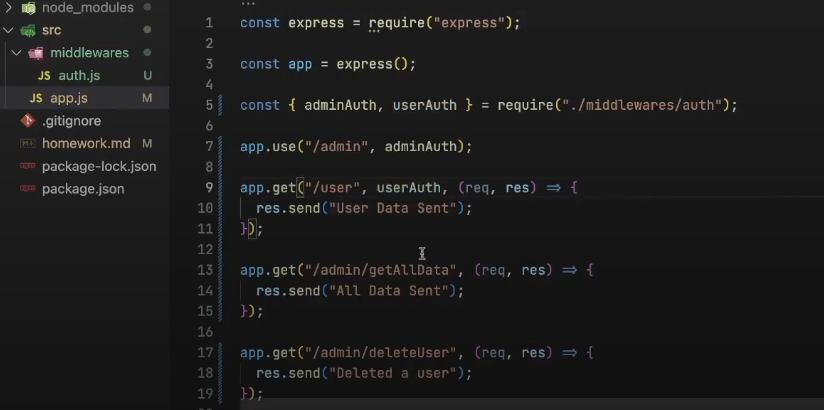 node_modules
src
middlewares
JS auth.js U
JS app.js M
.gitignore
homework.md M
package-lock.json
package.json
1 const express = require("express");
2
3 const app = express();
4
5 const { adminAuth, userAuth } = require("./middlewares/auth");
6
7 app.use("/admin", adminAuth);
8
9 app.get("/user", userAuth, (req, res) => {
10 res.send("User Data Sent");
11 });
12
13 app.get("/admin/getAllData", (req, res) => {
14 res.send("All Data Sent");
15 });
16
17 app.get("/admin/deleteUser", (req, res) => {
18 res.send("Deleted a user");
19 });